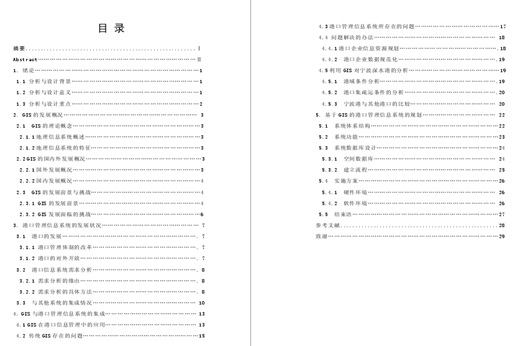 目 录
摘要........................................................I
Abstract…………………………………………………II
1. 绪论…………………………………………………1
1.1 分析与设计背景…………………………………………1
1.2 分析与设计意义…………………………………………1
1.3 分析与设计重点…………………………………………2
2. GIS的发展概况…………………………………………3
2.1 GIS的理论概念…………………………………………3
2.1.1地理信息系统概述………………………………………3
2.1.2地理信息系统的特征……………………………………3
2.2GIS的国内外发展概况……………………………………3
2.2.1国外发展概况…………………………………………3
2.2.2国内发展概况…………………………………………4
2.3 GIS的发展前景与挑战……………………………………4
2.3.1 GIS的发展前景………………………………………4
2.3.2 GIS发展面临的挑战……………………………………6
3. 港口管理信息系统的发展状况……………………………7
3.1 港口的发展……………………………………………7
3.1.1 港口管理体制的改革……………………………………7
3.1.2 港口的对外开放………………………………………7
3.2 港口信息系统需求分析……………………………………8
3.2.1 需求分析的缘由………………………………………8
3.2.2 需求分析的具体方法……………………………………8
3.3 与其他系统的集成情况……………………………………10
4. GIS与港口管理信息系统的集成……………………………13
4.1GIS在港口信息管理中的应用………………………………13
4.2 传统GIS存在的问题……………………………………15
4.3港口管理信息系统所存在的问题……………………………17
4.4 问题解决的办法…………………………………………18
4.4.1港口企业信息资源规划……………………………………18
4.4.2 港口企业数据规范化……………………………………19
4.5利用GIS对宁波深水港的分析………………………………19
4.5.1 港域条件分析…………………………………………19
4.5.2 港口集疏运条件的分析……………………………………20
4.5.3 宁波港与其他港口的比较…………………………………20
5. 基于GIS的港口管理信息系统的规划…………………………22
5.1 系统体系结构…………………………………………22
5.2 系统功能……………………………………………23
5.3 系统数据库设计…………………………………………24
5.3.1 空间数据库…………………………………………24
5.3.2 建立流程……………………………………………25
5.4 实施方案……………………………………………26
5.4.1 硬件环境……………………………………………26
5.4.2 软件环境……………………………………………26
5.5 结束语………………………………………………27
参考文献....................................................28
致谢…………………………………………………29